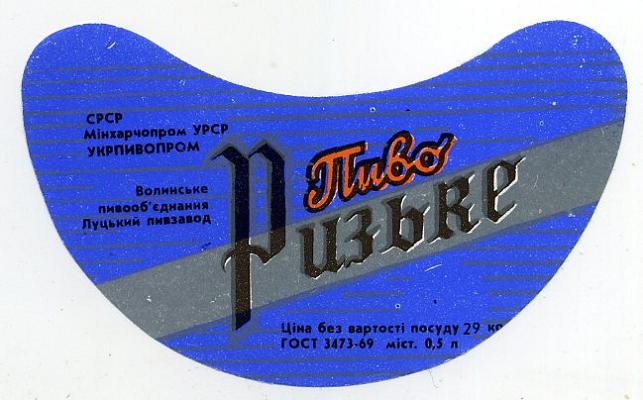 СРСР
Мінхарчопром УРСР
УКРПИВОПРОМ
Волинське
пивооб'єднання
Луцький пивзавод
Пиво
Ризьке
Ціна без вартості посуду 29 ко
ГОСТ 3473-69 міст. 0,5 л